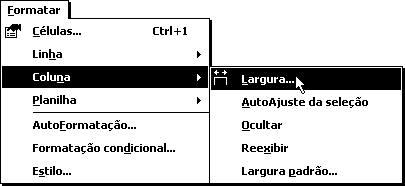 Formatar
Células... Ctrl+1
Linha
Coluna
Planilha
AutoFormatação...
Formatação condicional...
Estilo...
Largura...
AutoAjuste da seleção
Ocultar
Reexibir
Largura padrão...